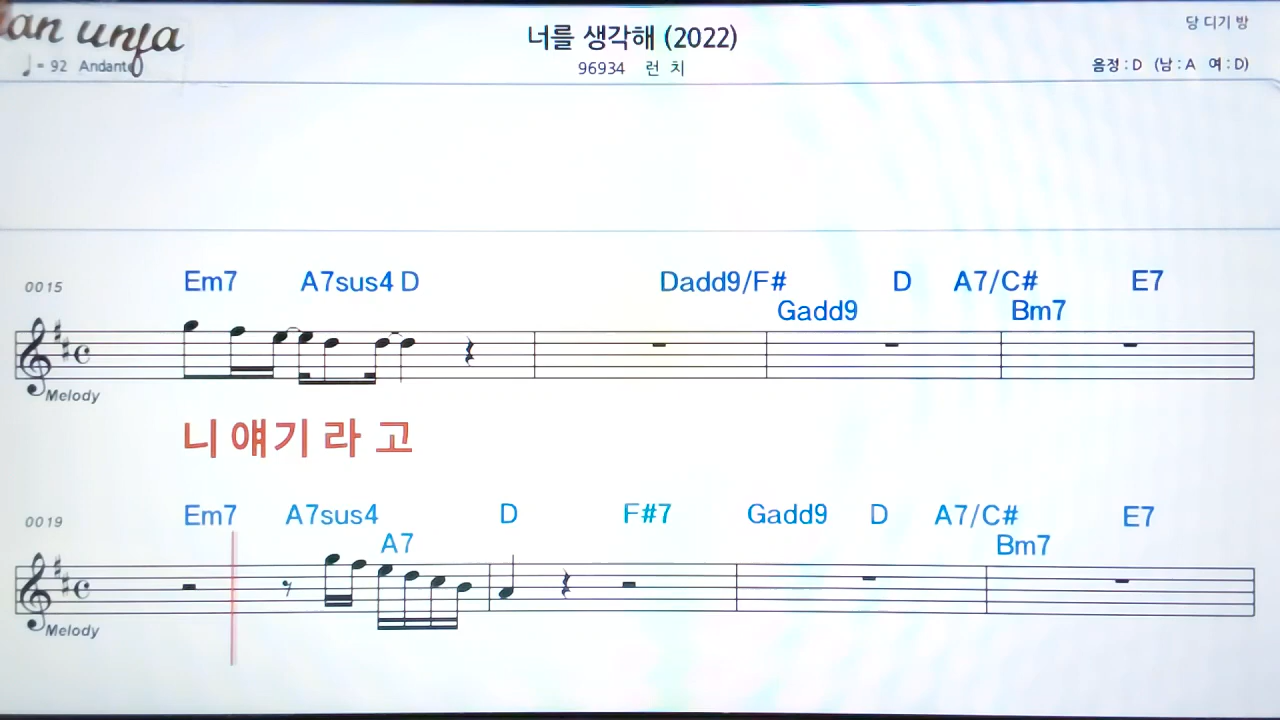 너를 생각해 (2022)
당 디기 방
♩= 92 Andante
96934 런 치
음정 : D (남 : A 여 : D)
0015 Em7 A7sus4 D Dadd9/F# D A7/C# E7
Gadd9 Bm7
Melody
니 얘기 라 고
0019 Em7 A7sus4 D F#7 Gadd9 D A7/C# E7
A7 Bm7
Melody